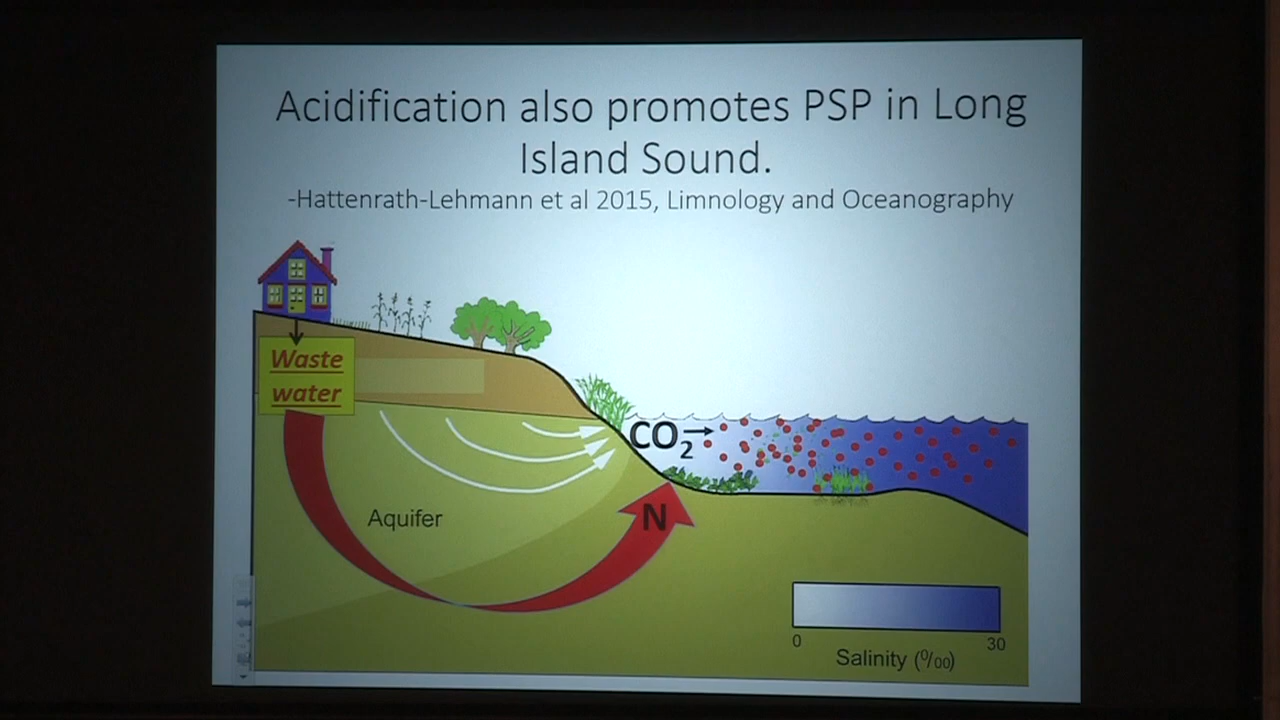 Acidification also promotes PSP in Long
Island Sound.
-Hattenrath-Lehmann et al 2015, Limnology and Oceanography
Waste
water
CO₂
N
Aquifer
0
30
Salinity (⁰/₀₀)